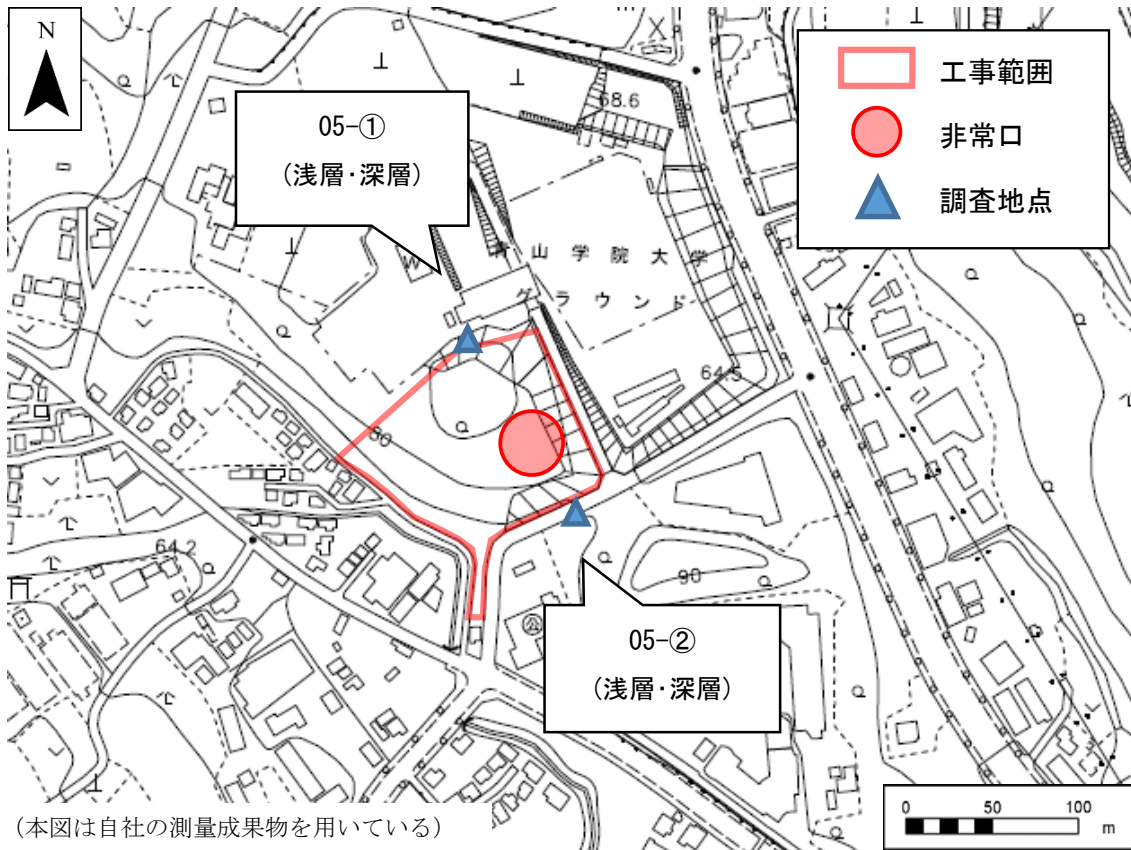 N
工事範囲
非常口
調査地点
68.6
05-①
(浅層・深層)
山学院大学
グラウンド
64.5
60
64.2
90
05-②
(浅層・深層)
0 50 100
m
(本図は自社の測量成果物を用いている)